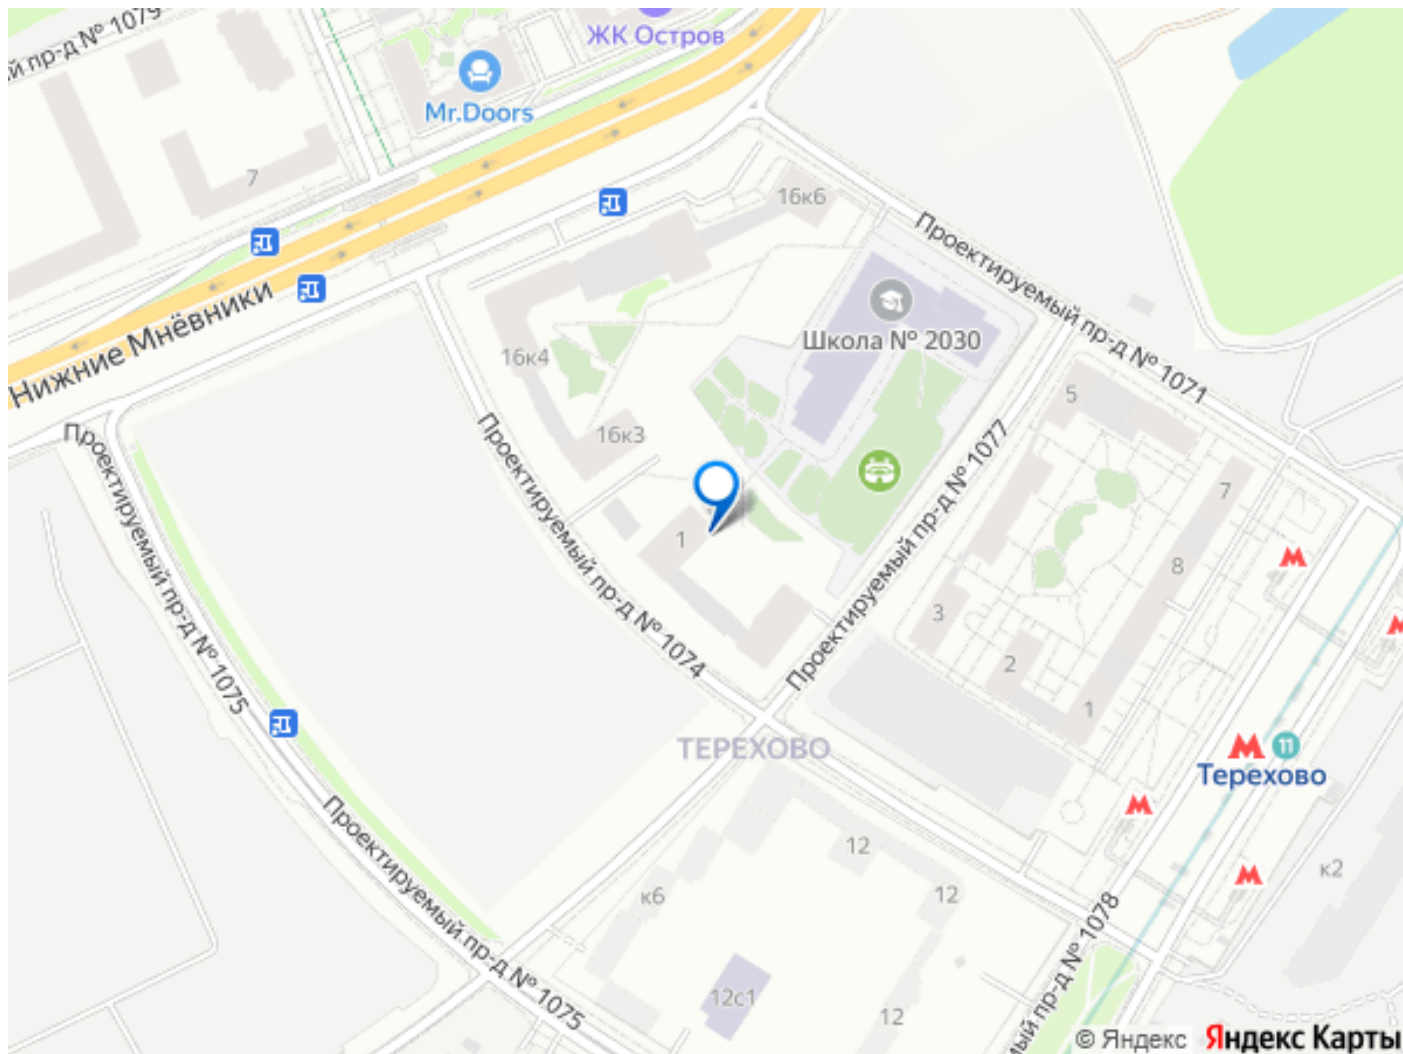 й пр-д № 1079
ЖК Остров
Mr.Doors
7
16к6
Проектируемый пр-д № 1071
Нижние Мнёвники
Школа № 2030
16к4
5
16к3
Проектируемый пр-д № 1077
7
Проектируемый пр-д № 1075
Проектируемый пр-д № 1074
1
8
3
2
1
ТЕРЕХОВО
11
Терехово
Проектируемый пр-д № 1075
12
к2
к6
12
12с1
12
мый пр-д № 1078
© Яндекс Яндекс Карты